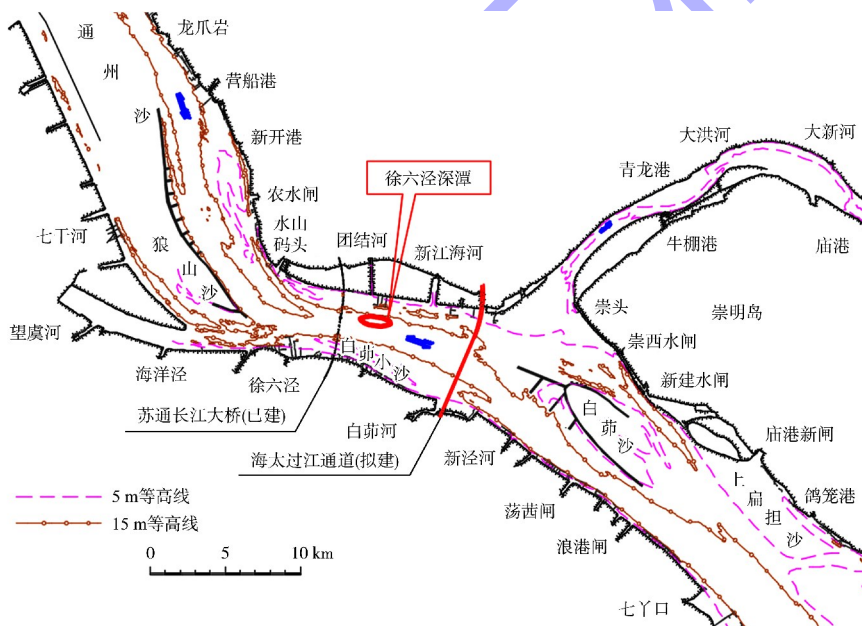 龙爪岩
通
州
沙
营船港
新开港
农水闸
水山
码头
团结河
徐六泾深潭
新江海河
青龙港
大洪河
大新河
牛棚港
庙港
七干河
狼
山
沙
望虞河
海洋泾
徐六泾
白茆小沙
崇头
崇明岛
崇西水闸
新建水闸
白
茆
沙
苏通长江大桥(已建)
白茆河
海太过江通道(拟建)
新泾河
荡茜闸
浪港闸
七丫口
庙港新闸
鸽笼港
上
扁
担
沙
5 m等高线
15 m等高线
0 5 10 km